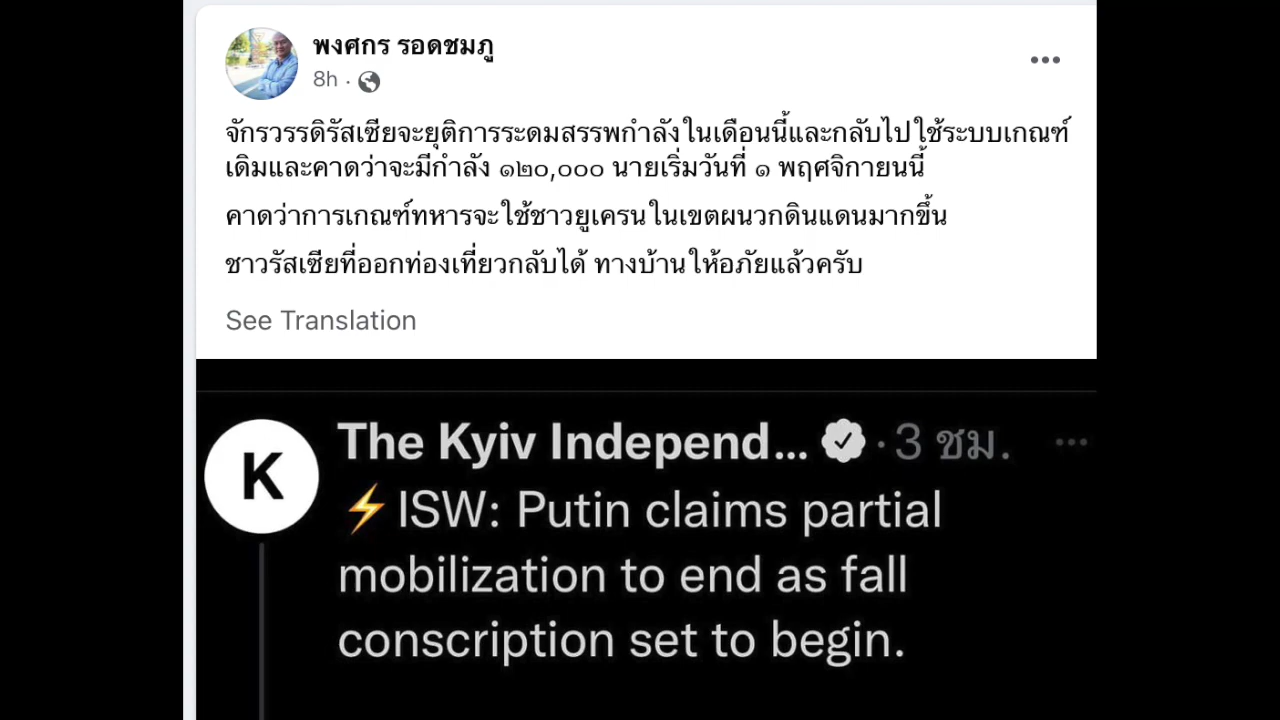 พงศกร รอดชมภู
8h ·
จักรวรรดิรัสเซียจะยุติการระดมสรรพกำลังในเดือนนี้และกลับไปใช้ระบบเกณฑ์
เดิมและคาดว่าจะมีกำลัง ๑๒๐,๐๐๐ นายเริ่มวันที่ ๑ พฤศจิกายนนี้
คาดว่าการเกณฑ์ทหารจะใช้ชาวยูเครนในเขตผนวกดินแดนมากขึ้น
ชาวรัสเซียที่ออกท่องเที่ยวกลับได้ ทางบ้านให้อภัยแล้วครับ
See Translation
K
The Kyiv Independ... · 3 ชม.
⚡ISW: Putin claims partial
mobilization to end as fall
conscription set to begin.